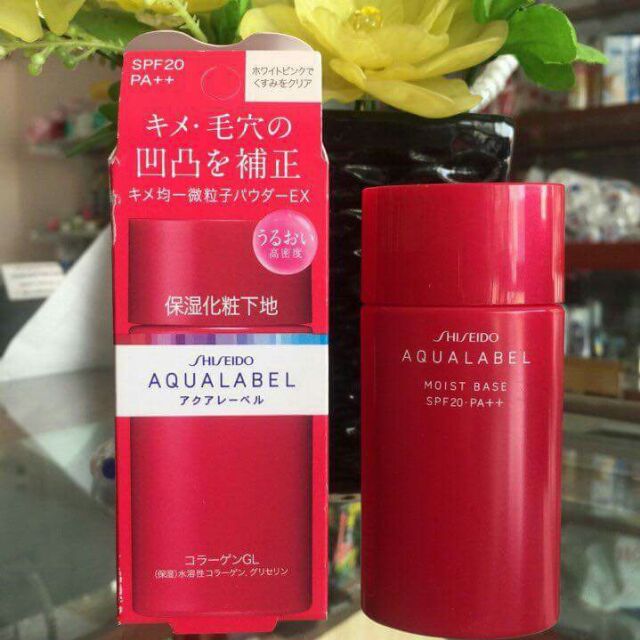 SPF20
PA++
ホワイトピンクで
くすみをクリア
キメ・毛穴の
凹凸を補正
キメ均一微粒子パウダーEX
うるおい
高密度
保湿化粧下地
SHISEIDO
AQUALABEL
アクアレーベル
コラーゲンGL
(保湿)水溶性コラーゲン、グリセリン
SHISEIDO
AQUALABEL
MOIST BASE
SPF20・PA++